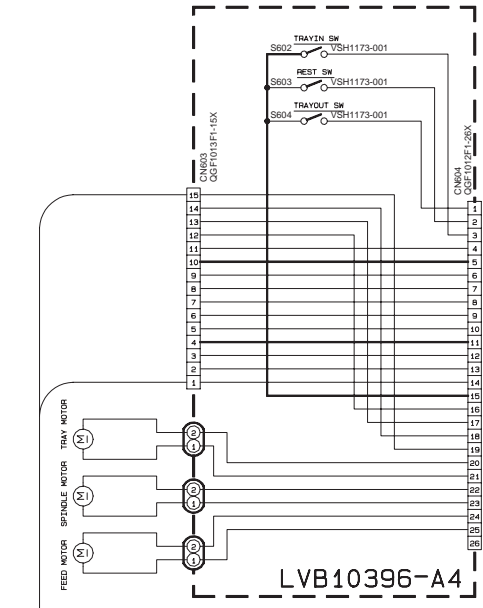 TRAYIN SW
S602 VSH1173-001
REST SW
S603 VSH1173-001
TRAYOUT SW
S604 VSH1173-001
CN603
QGF1013F1-15X
CN604
QGF1012F1-26X
15
14
13
12
11
10
9
8
7
6
5
4
3
2
1
1
2
3
4
5
6
7
8
9
10
11
12
13
14
15
16
17
18
19
20
21
22
23
24
25
26
TRAY MOTOR
M
2
1
SPINDLE MOTOR
M
2
1
FEED MOTOR
M
2
1
LVB10396-A4